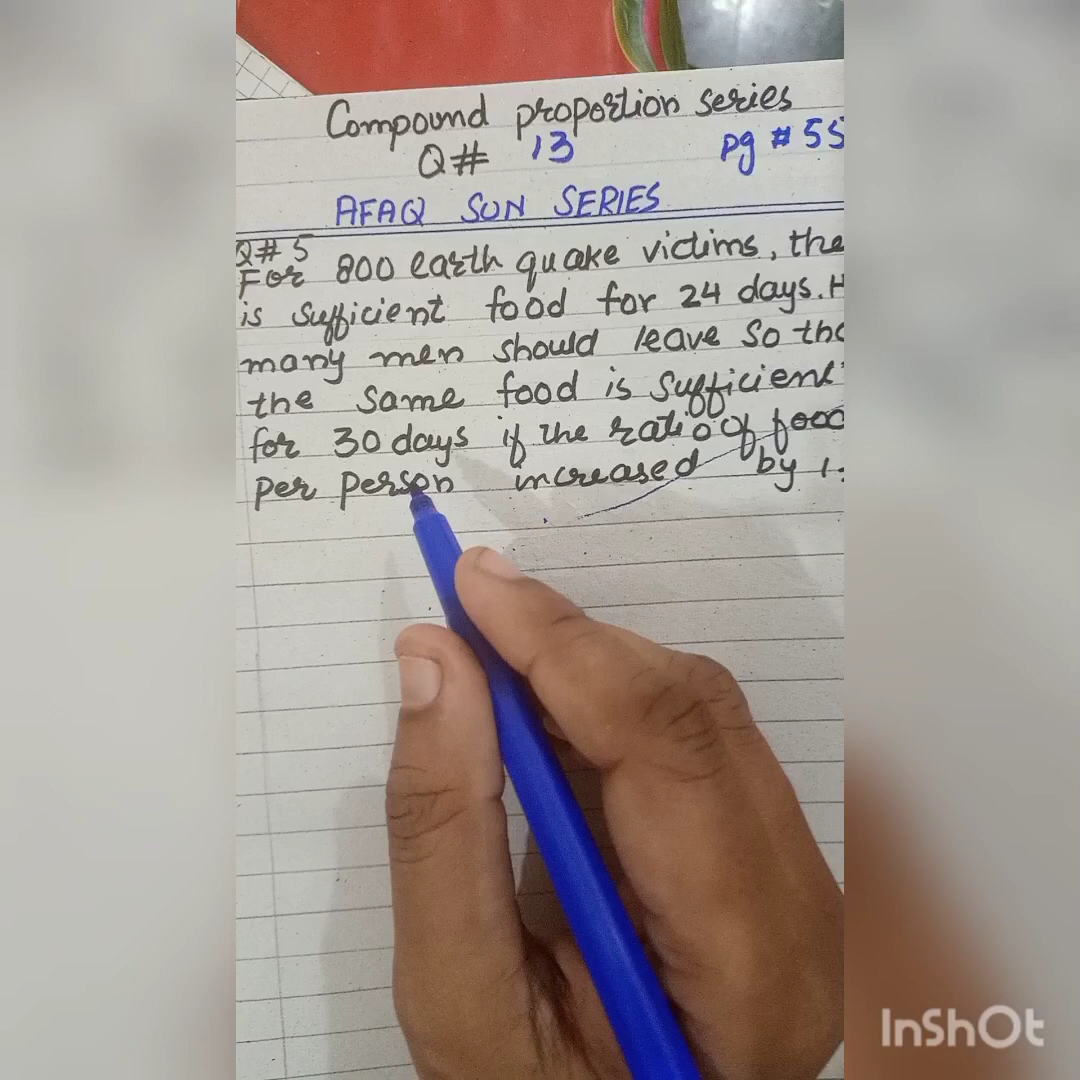 Compound proportion series
Q# 13 pg # 55
AFAQ SUN SERIES
Q# 5
For 800 earth quake victims, the
is sufficient food for 24 days. H
many men should leave so tha
the same food is sufficient
for 30 days if the ratio of food
per person increased by 1.
InShOt